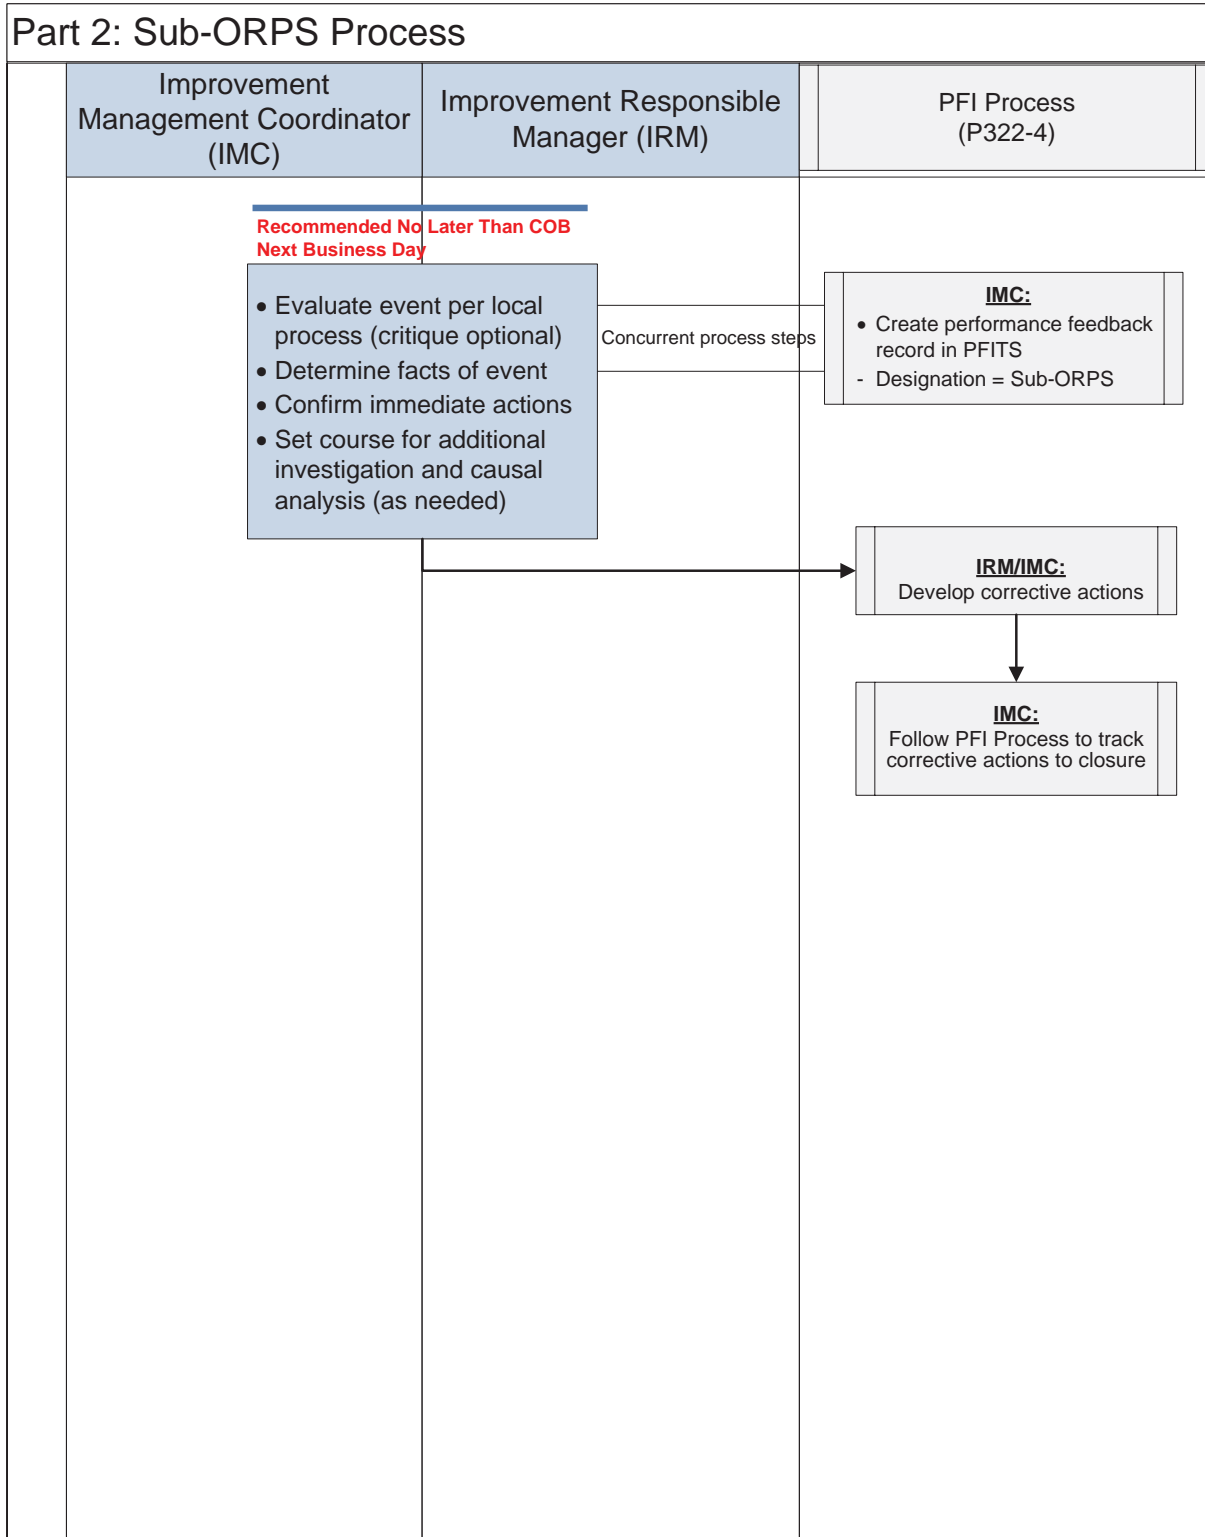 Part 2: Sub-ORPS Process
Improvement
Management Coordinator
(IMC)
Improvement Responsible
Manager (IRM)
PFI Process
(P322-4)
Recommended No Later Than COB
Next Business Day
• Evaluate event per local
process (critique optional)
• Determine facts of event
• Confirm immediate actions
• Set course for additional
investigation and causal
analysis (as needed)
Concurrent process steps
IMC:
• Create performance feedback
record in PFITS
- Designation = Sub-ORPS
IRM/IMC:
Develop corrective actions
IMC:
Follow PFI Process to track
corrective actions to closure